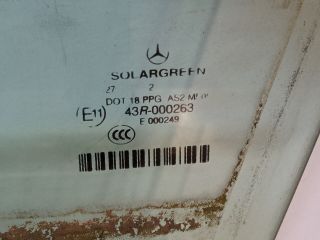 SOLARGREEN
27 2
DOT 18 PPG AS2
E11 43R-000263
E 000249
CCC